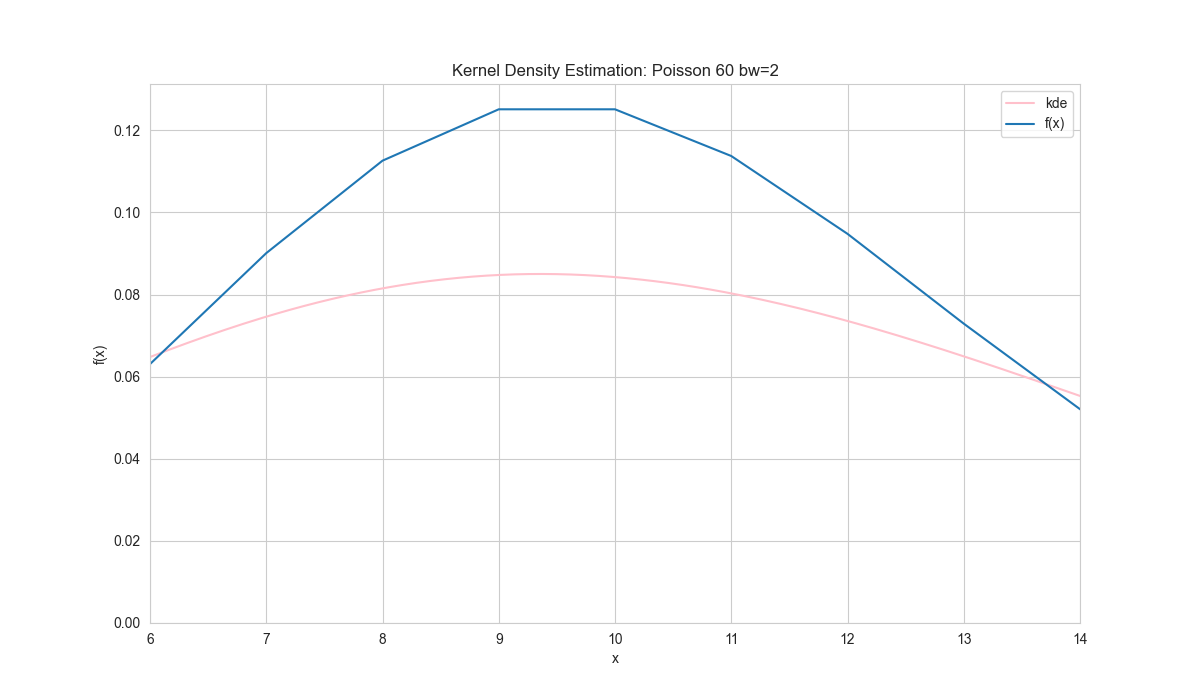 Kernel Density Estimation: Poisson 60 bw=2
kde
f(x)
0.12
0.10
0.08
0.06
0.04
0.02
0.00
f(x)
6 7 8 9 10 11 12 13 14
x